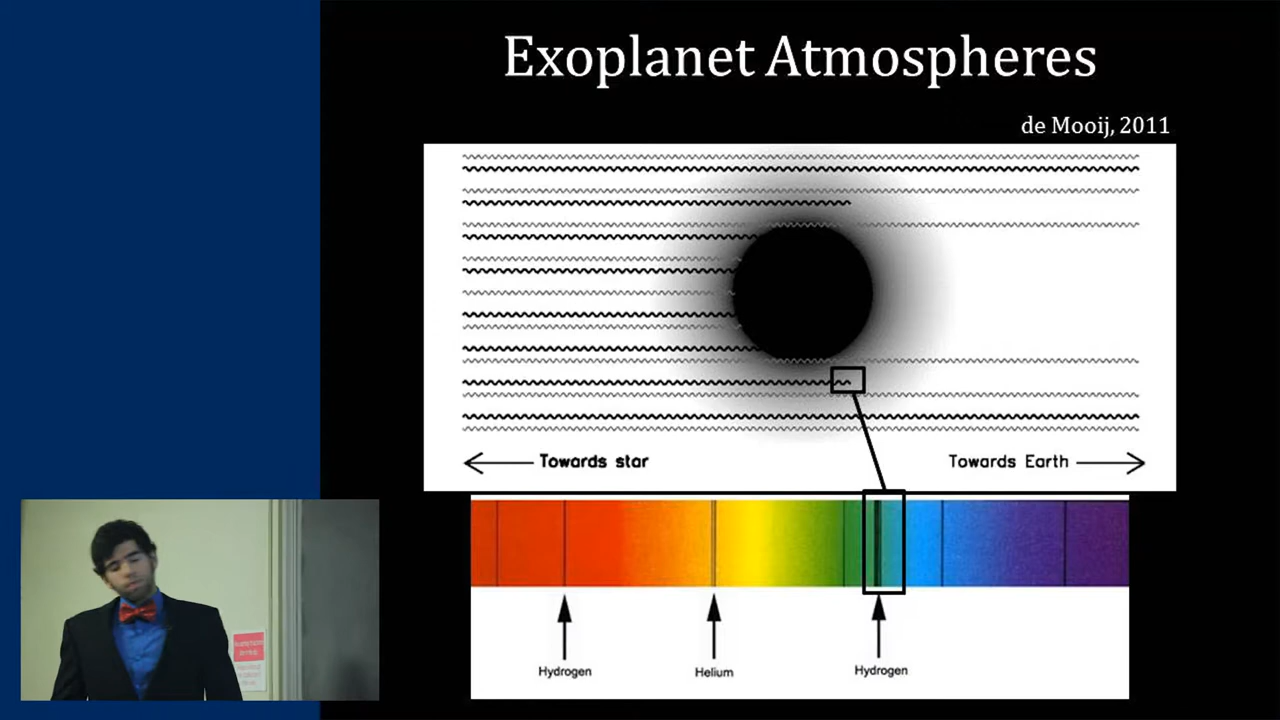 Exoplanet Atmospheres
de Mooij, 2011
Towards star
Towards Earth
Hydrogen
Helium
Hydrogen